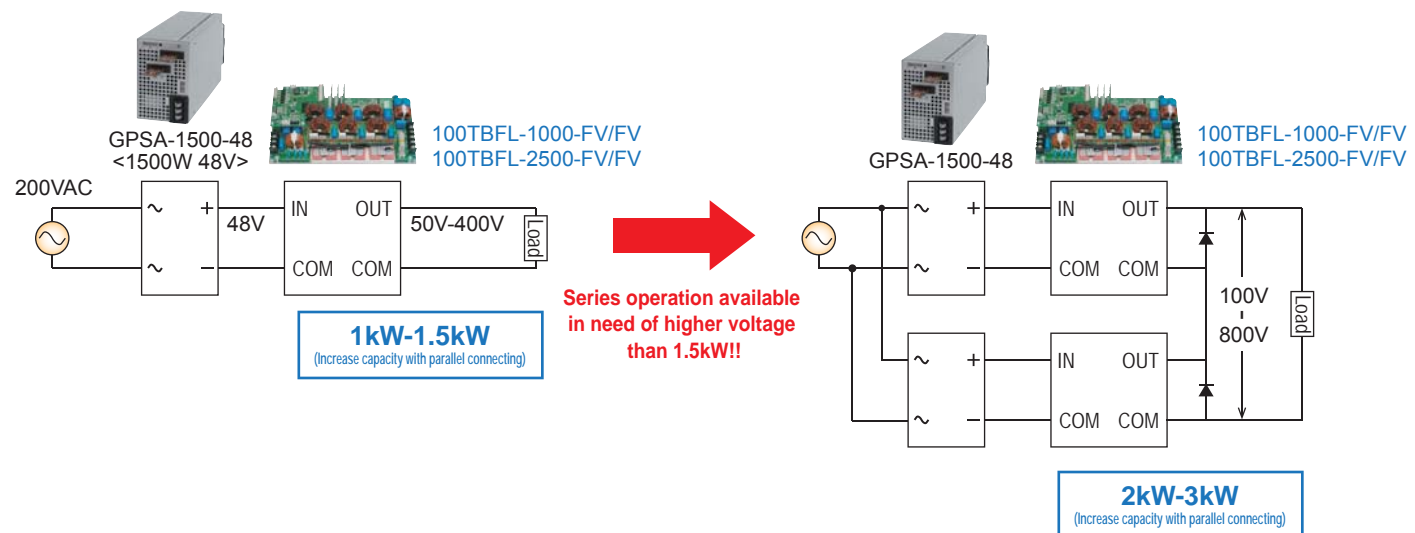 GPSA-1500-48
<1500W 48V>
100TBFL-1000-FV/FV
100TBFL-2500-FV/FV
200VAC
~
+
48V
IN
OUT
50V-400V
Load
~
−
COM
COM
1kW-1.5kW
(Increase capacity with parallel connecting)
Series operation available
in need of higher voltage
than 1.5kW!!
GPSA-1500-48
100TBFL-1000-FV/FV
100TBFL-2500-FV/FV
~
+
IN
OUT
~
−
COM
COM
100V
-
800V
Load
~
+
IN
OUT
~
−
COM
COM
2kW-3kW
(Increase capacity with parallel connecting)